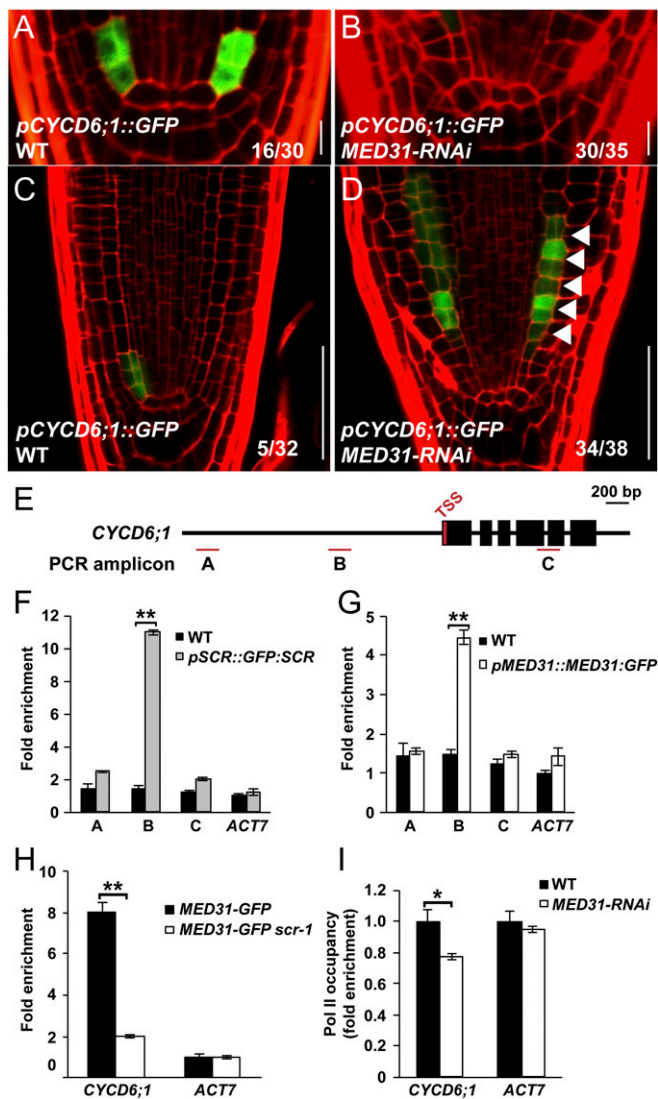 A
pCYCD6;1::GFP
WT
16/30
B
pCYCD6;1::GFP
MED31-RNAi
30/35
C
pCYCD6;1::GFP
WT
5/32
D
pCYCD6;1::GFP
MED31-RNAi
34/38
E
200 bp
TSS
CYCD6;1
PCR amplicon
A
B
C
F
Fold enrichment
12
10
8
6
4
2
0
**
WT
pSCR::GFP:SCR
A
B
C
ACT7
G
Fold enrichment
5
4
3
2
1
0
**
WT
pMED31::MED31:GFP
A
B
C
ACT7
H
Fold enrichment
10
8
6
4
2
0
**
MED31-GFP
MED31-GFP scr-1
CYCD6;1
ACT7
I
Pol II occupancy
(fold enrichment)
1.2
1.0
0.8
0.6
0.4
0.2
0
*
WT
MED31-RNAi
CYCD6;1
ACT7